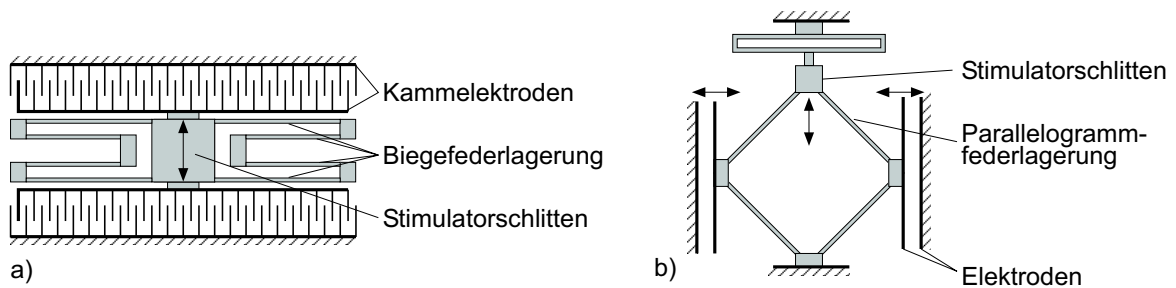 Kammelektroden
Biegefederlagerung
Stimulatorschlitten
a)
Stimulatorschlitten
Parallelogramm-
federlagerung
Elektroden
b)